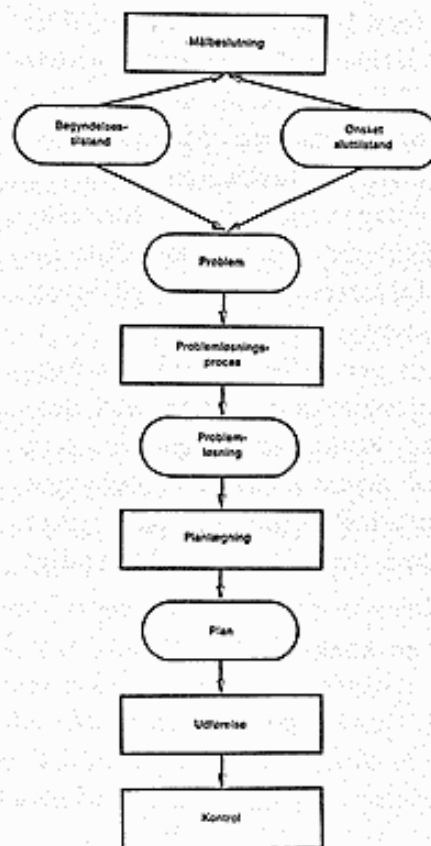 Målbeslutning
Begyndelses-
tilstand
Ønsket
sluttilstand
Problem
Problemløsnings-
proces
Problem-
løsning
Planlægning
Plan
Udførelse
Kontrol